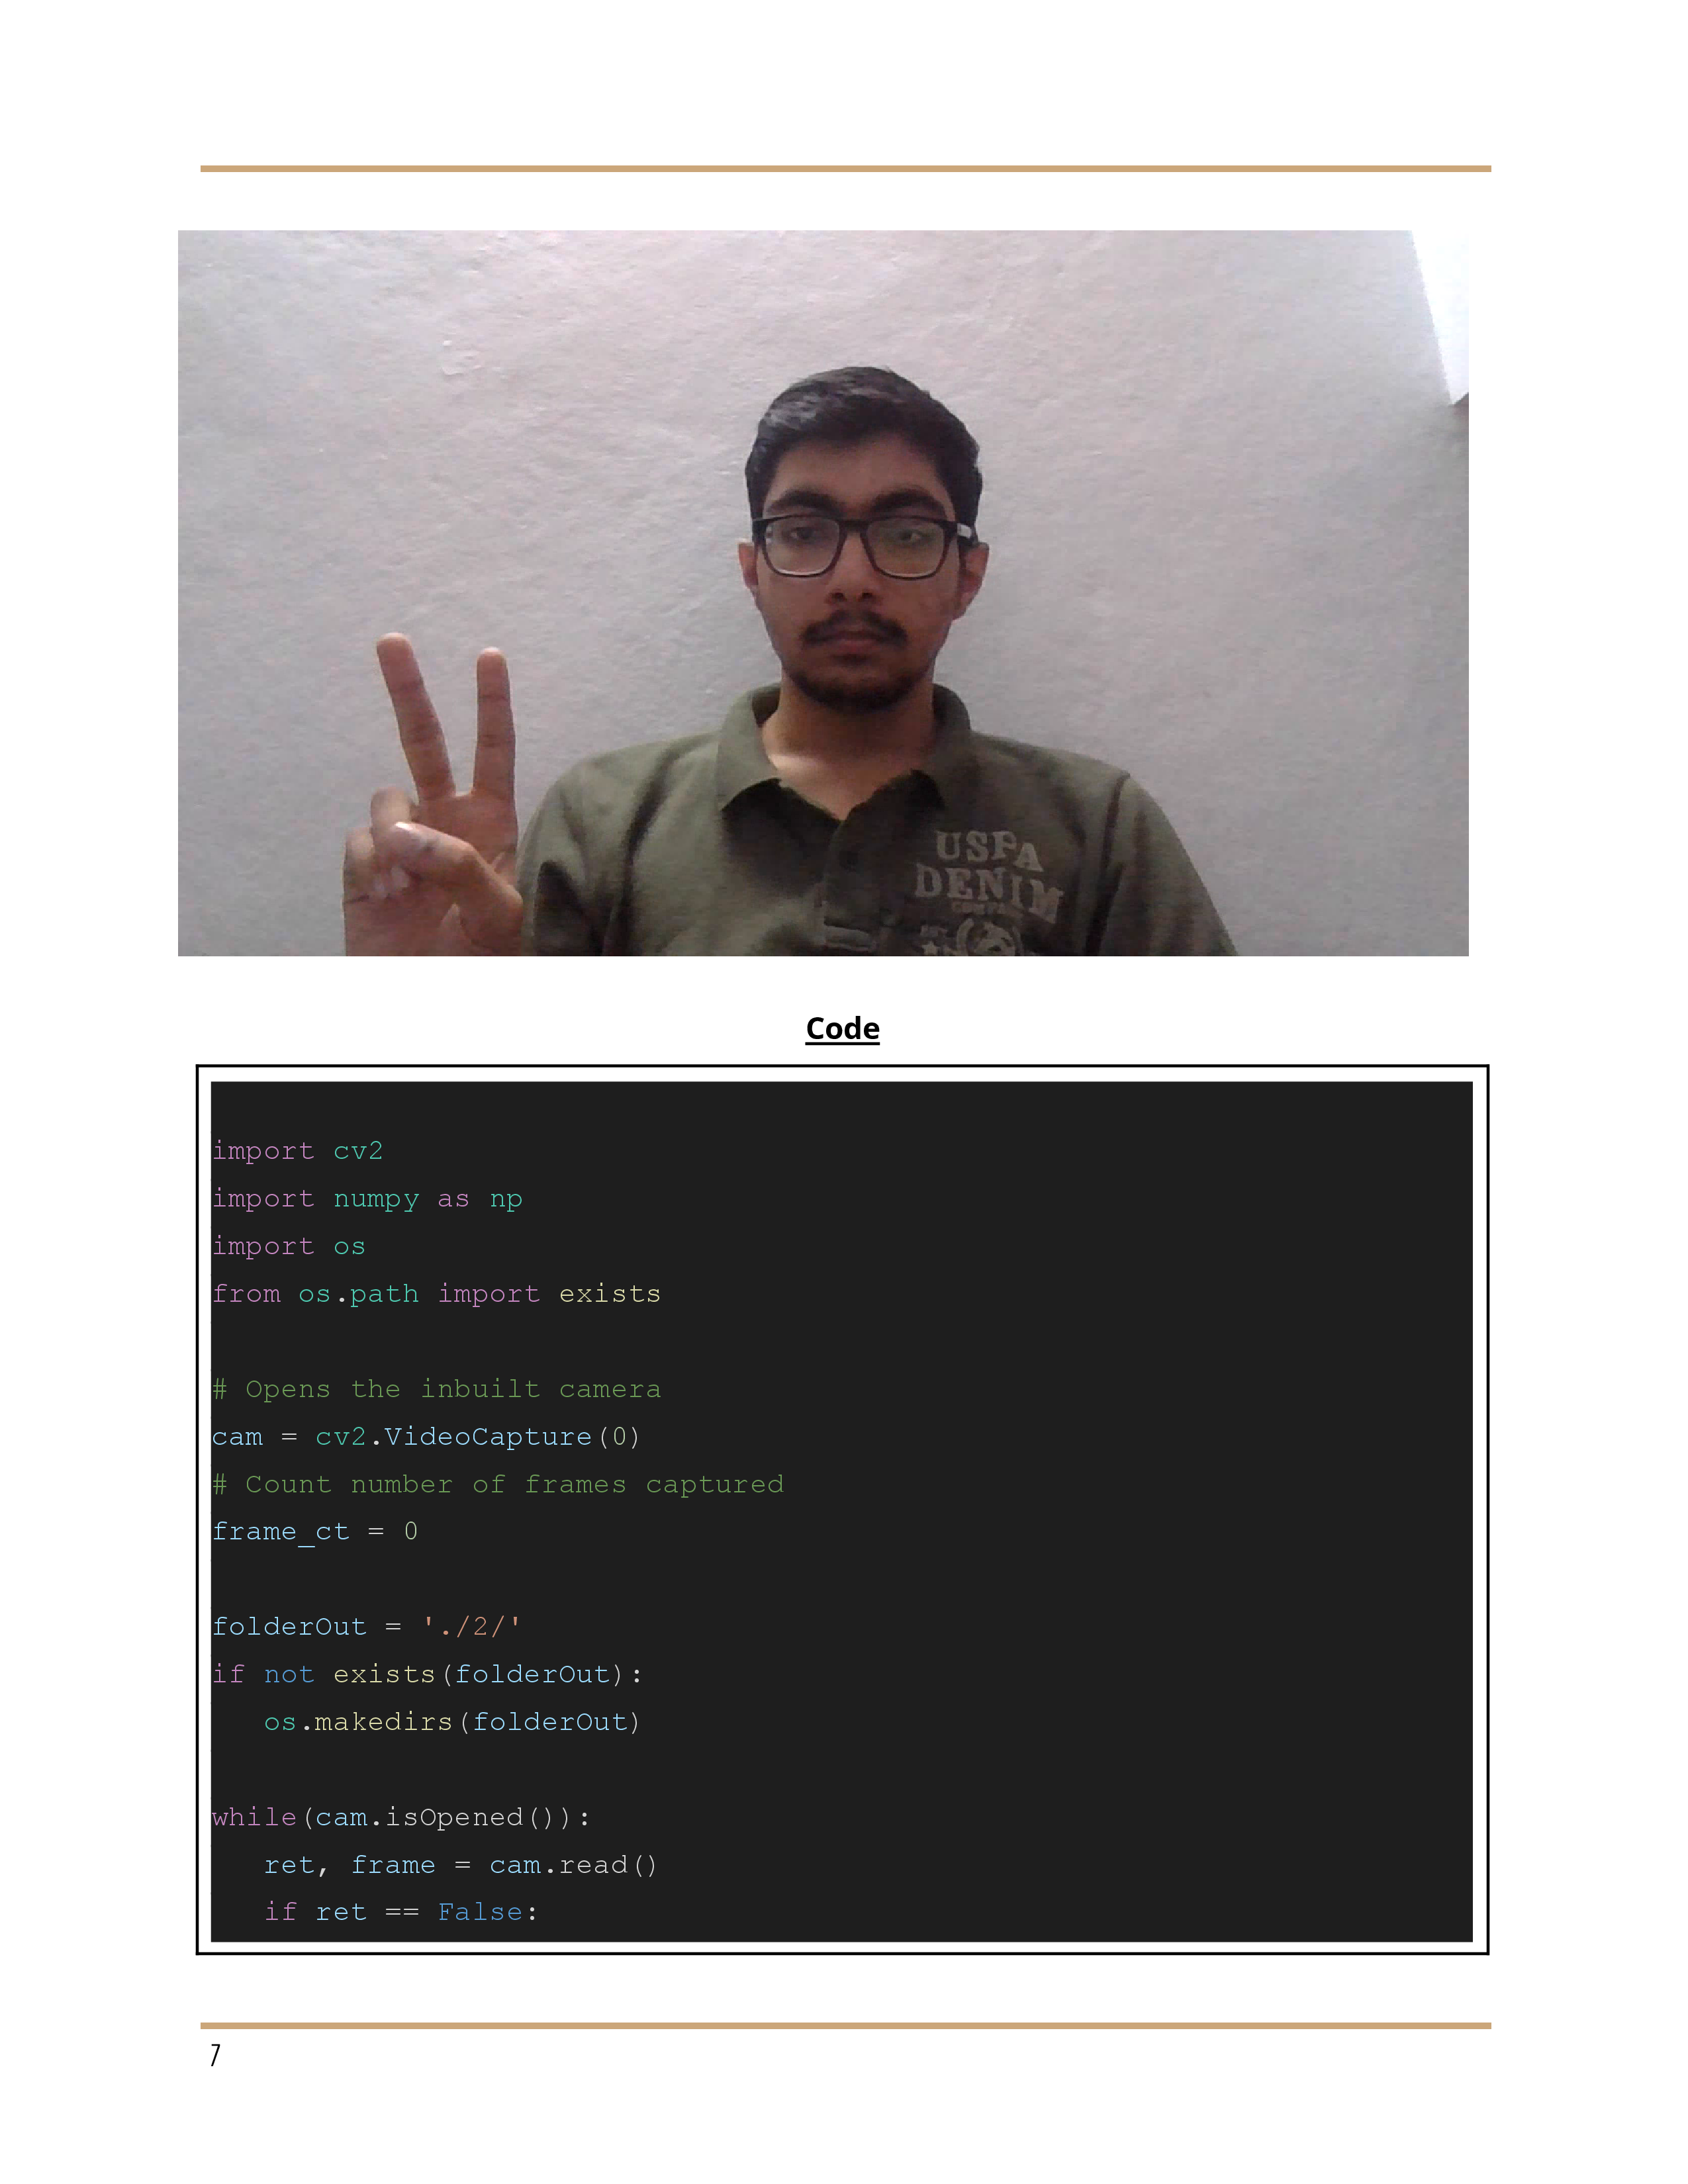 USPA
DENIM
COMPANY
Code
import cv2
import numpy as np
import os
from os.path import exists
# Opens the inbuilt camera
cam = cv2.VideoCapture(0)
# Count number of frames captured
frame_ct = 0
folderOut = './2/'
if not exists(folderOut):
   os.makedirs(folderOut)
while(cam.isOpened()):
   ret, frame = cam.read()
   if ret == False:
7